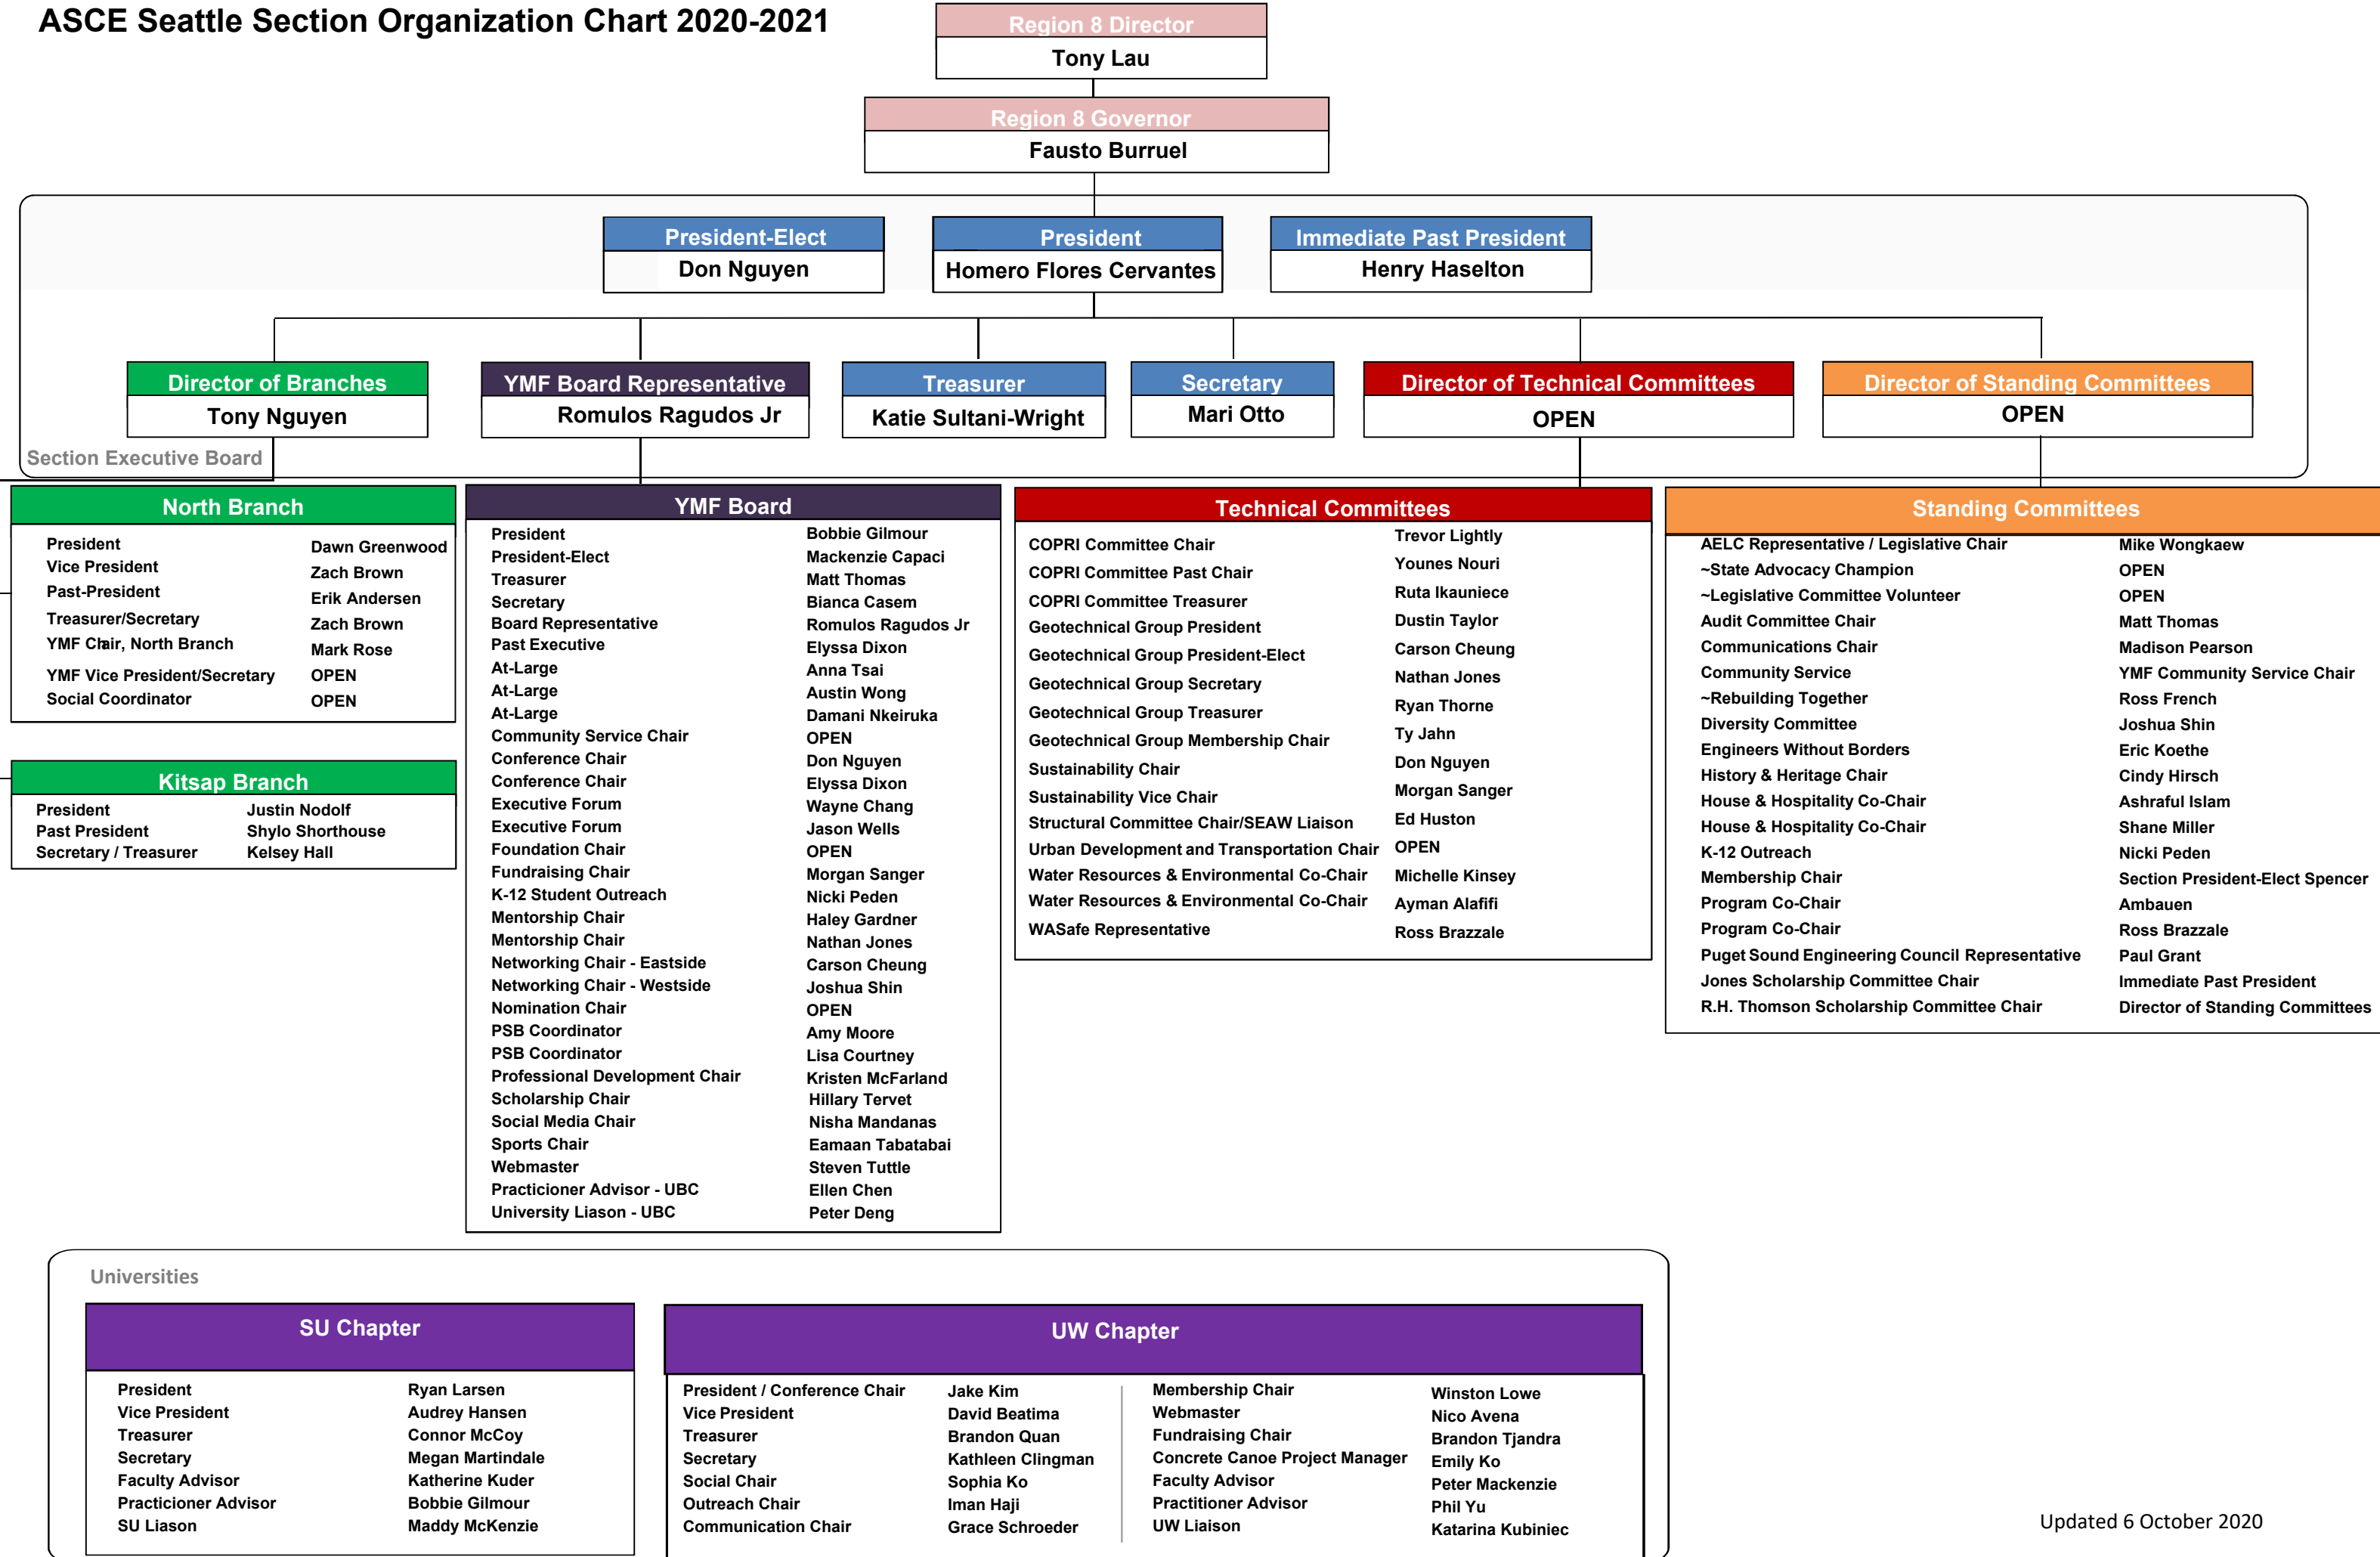 ASCE Seattle Section Organization Chart 2020-2021
Region 8 Director
Tony Lau
Region 8 Governor
Fausto Burruel
President-Elect
Don Nguyen
President
Homero Flores Cervantes
Immediate Past President
Henry Haselton
Director of Branches
Tony Nguyen
YMF Board Representative
Romulos Ragudos Jr
Treasurer
Katie Sultani-Wright
Secretary
Mari Otto
Director of Technical Committees
OPEN
Director of Standing Committees
OPEN
Section Executive Board
North Branch
President Dawn Greenwood
Vice President Zach Brown
Past-President Erik Andersen
Treasurer/Secretary Zach Brown
YMF Chair, North Branch Mark Rose
YMF Vice President/Secretary OPEN
Social Coordinator OPEN
Kitsap Branch
President Justin Nodolf
Past President Shylo Shorthouse
Secretary / Treasurer Kelsey Hall
YMF Board
President Bobbie Gilmour
President-Elect Mackenzie Capaci
Treasurer Matt Thomas
Secretary Bianca Casem
Board Representative Romulos Ragudos Jr
Past Executive Elyssa Dixon
At-Large Anna Tsai
At-Large Austin Wong
At-Large Damani Nkeiruka
Community Service Chair OPEN
Conference Chair Don Nguyen
Conference Chair Elyssa Dixon
Executive Forum Wayne Chang
Executive Forum Jason Wells
Foundation Chair OPEN
Fundraising Chair Morgan Sanger
K-12 Student Outreach Nicki Peden
Mentorship Chair Haley Gardner
Mentorship Chair Nathan Jones
Networking Chair - Eastside Carson Cheung
Networking Chair - Westside Joshua Shin
Nomination Chair OPEN
PSB Coordinator Amy Moore
PSB Coordinator Lisa Courtney
Professional Development Chair Kristen McFarland
Scholarship Chair Hillary Tervet
Social Media Chair Nisha Mandanas
Sports Chair Eamaan Tabatabai
Webmaster Steven Tuttle
Practicioner Advisor - UBC Ellen Chen
University Liason - UBC Peter Deng
Technical Committees
COPRI Committee Chair Trevor Lightly
COPRI Committee Past Chair Younes Nouri
COPRI Committee Treasurer Ruta Ikauniece
Geotechnical Group President Dustin Taylor
Geotechnical Group President-Elect Carson Cheung
Geotechnical Group Secretary Nathan Jones
Geotechnical Group Treasurer Ryan Thorne
Geotechnical Group Membership Chair Ty Jahn
Sustainability Chair Don Nguyen
Sustainability Vice Chair Morgan Sanger
Structural Committee Chair/SEAW Liaison Ed Huston
Urban Development and Transportation Chair OPEN
Water Resources & Environmental Co-Chair Michelle Kinsey
Water Resources & Environmental Co-Chair Ayman Alafifi
WASafe Representative Ross Brazzale
Standing Committees
AELC Representative / Legislative Chair Mike Wongkaew
~State Advocacy Champion OPEN
~Legislative Committee Volunteer OPEN
Audit Committee Chair Matt Thomas
Communications Chair Madison Pearson
Community Service YMF Community Service Chair
~Rebuilding Together Ross French
Diversity Committee Joshua Shin
Engineers Without Borders Eric Koethe
History & Heritage Chair Cindy Hirsch
House & Hospitality Co-Chair Ashraful Islam
House & Hospitality Co-Chair Shane Miller
K-12 Outreach Nicki Peden
Membership Chair Section President-Elect Spencer
Program Co-Chair Ambauen
Program Co-Chair Ross Brazzale
Puget Sound Engineering Council Representative Paul Grant
Jones Scholarship Committee Chair Immediate Past President
R.H. Thomson Scholarship Committee Chair Director of Standing Committees
Universities
SU Chapter
President Ryan Larsen
Vice President Audrey Hansen
Treasurer Connor McCoy
Secretary Megan Martindale
Faculty Advisor Katherine Kuder
Practicioner Advisor Bobbie Gilmour
SU Liason Maddy McKenzie
UW Chapter
President / Conference Chair Jake Kim
Vice President David Beatima
Treasurer Brandon Quan
Secretary Kathleen Clingman
Social Chair Sophia Ko
Outreach Chair Iman Haji
Communication Chair Grace Schroeder
Membership Chair Winston Lowe
Webmaster Nico Avena
Fundraising Chair Brandon Tjandra
Concrete Canoe Project Manager Emily Ko
Faculty Advisor Peter Mackenzie
Practitioner Advisor Phil Yu
UW Liaison Katarina Kubiniec
Updated 6 October 2020